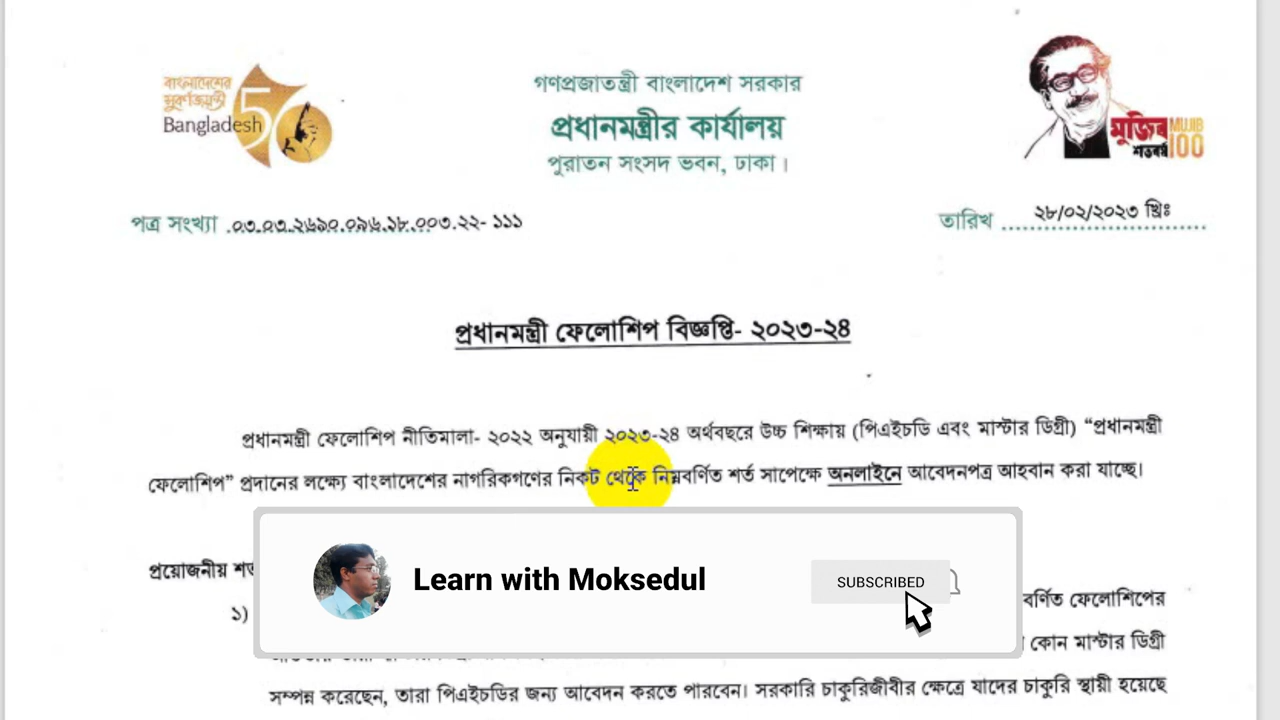 বাংলাদেশের
সুবর্ণজয়ন্তী
Bangladesh 50
গণপ্রজাতন্ত্রী বাংলাদেশ সরকার
প্রধানমন্ত্রীর কার্যালয়
পুরাতন সংসদ ভবন, ঢাকা।
মুজিব MUJIB
শতবর্ষ 100
পত্র সংখ্যা .০৩.০৩.২৬৯০.০৯৬.১৮.০০৩.২২- ১১১
তারিখ ২৮/০২/২০২৩ খ্রিঃ
প্রধানমন্ত্রী ফেলোশিপ বিজ্ঞপ্তি- ২০২৩-২৪
প্রধানমন্ত্রী ফেলোশিপ নীতিমালা- ২০২২ অনুযায়ী ২০২৩-২৪ অর্থবছরে উচ্চ শিক্ষায় (পিএইচডি এবং মাস্টার ডিগ্রী) “প্রধানমন্ত্রী
ফেলোশিপ” প্রদানের লক্ষ্যে বাংলাদেশের নাগরিকগণের নিকট থেকে নিম্নবর্ণিত শর্ত সাপেক্ষে অনলাইনে আবেদনপত্র আহবান করা যাচ্ছে।
প্রয়োজনীয়
১) বর্ণিত ফেলোশিপের
Learn with Moksedul
SUBSCRIBED
কোন মাস্টার ডিগ্রী
সম্পন্ন করেছেন, তারা পিএইচডির জন্য আবেদন করতে পারবেন। সরকারি চাকুরিজীবীর ক্ষেত্রে যাদের চাকুরি স্থায়ী হয়েছে